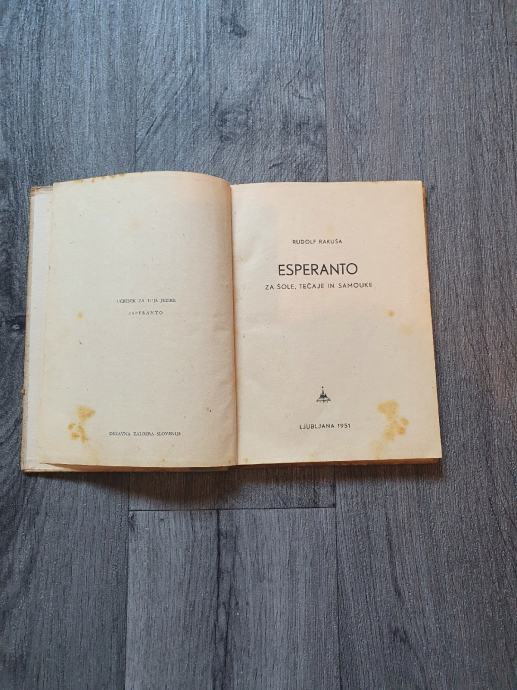 UČBENIK ZA TUJE JEZIKE
ESPERANTO
DRŽAVNA ZALOŽBA SLOVENIJE
RUDOLF RAKUŠA
ESPERANTO
ZA ŠOLE, TEČAJE IN SAMOUKE
LJUBLJANA 1951